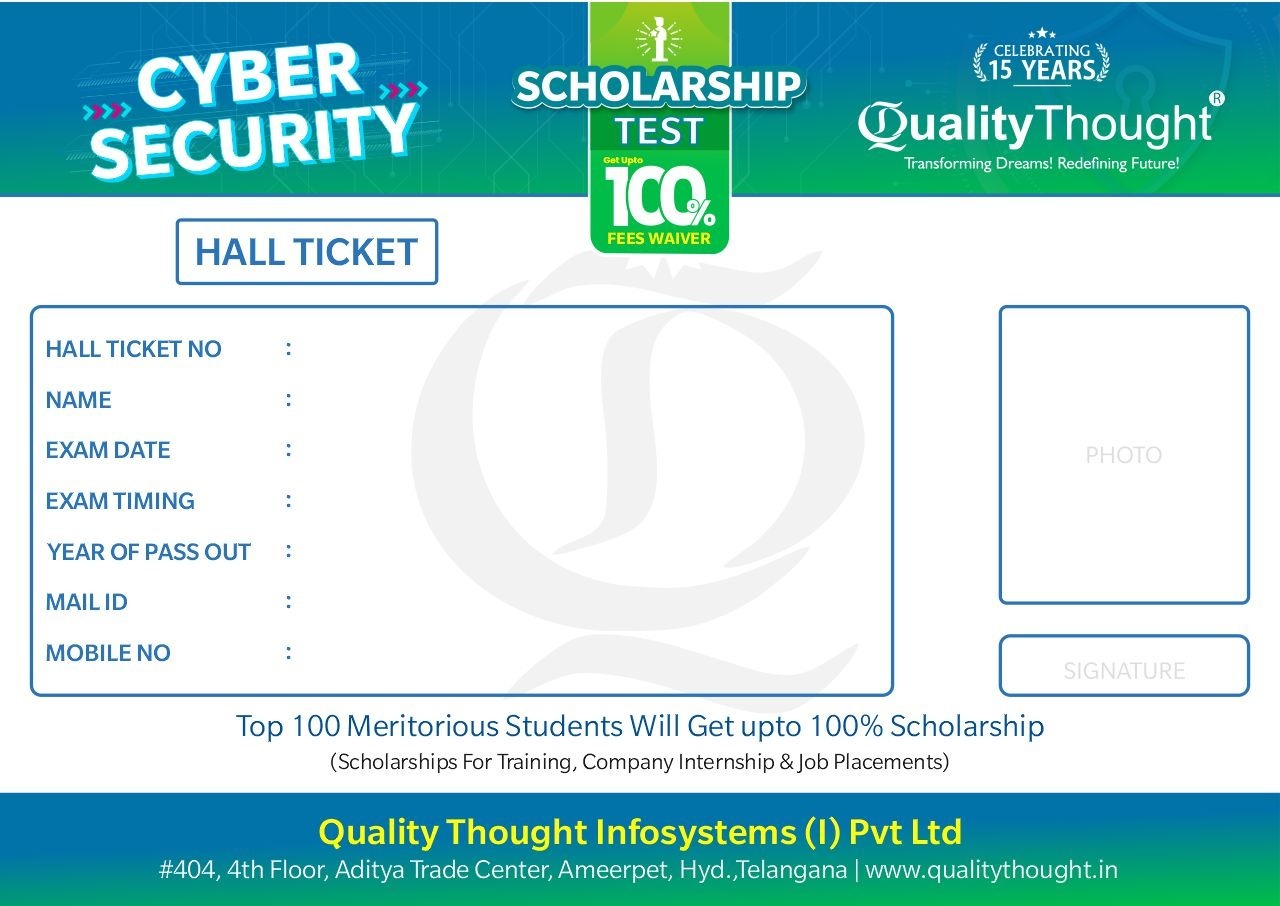 CYBER
SECURITY
SCHOLARSHIP
TEST
Get Upto
100%
FEES WAIVER
CELEBRATING
15 YEARS
QualityThought®
Transforming Dreams! Redefining Future!
HALL TICKET
HALL TICKET NO :
NAME :
EXAM DATE :
EXAM TIMING :
YEAR OF PASS OUT :
MAIL ID :
MOBILE NO :
PHOTO
SIGNATURE
Top 100 Meritorious Students Will Get upto 100% Scholarship
(Scholarships For Training, Company Internship & Job Placements)
Quality Thought Infosystems (I) Pvt Ltd
#404, 4th Floor, Aditya Trade Center, Ameerpet, Hyd.,Telangana | www.qualitythought.in